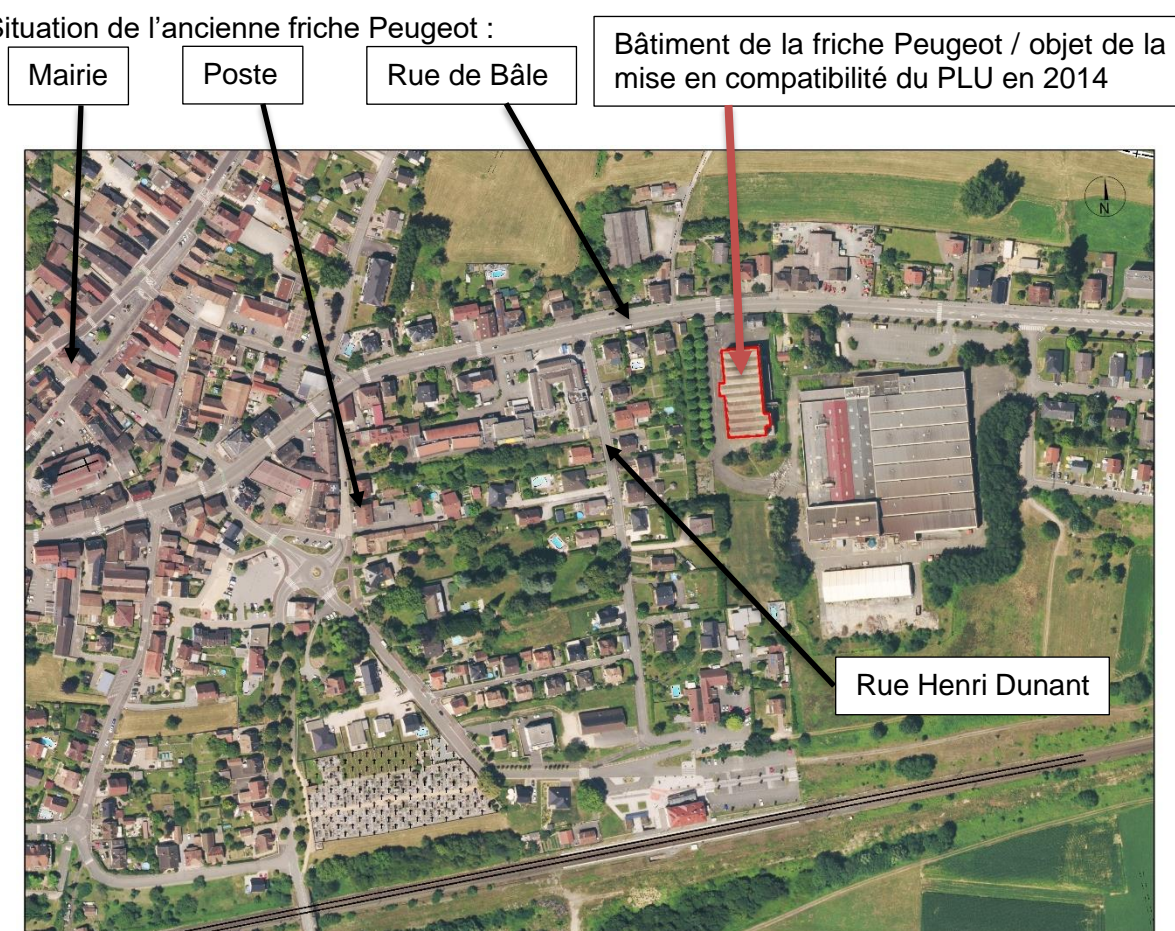 Situation de l’ancienne friche Peugeot :
Mairie
Poste
Rue de Bâle
Bâtiment de la friche Peugeot / objet de la
mise en compatibilité du PLU en 2014
N
Rue Henri Dunant